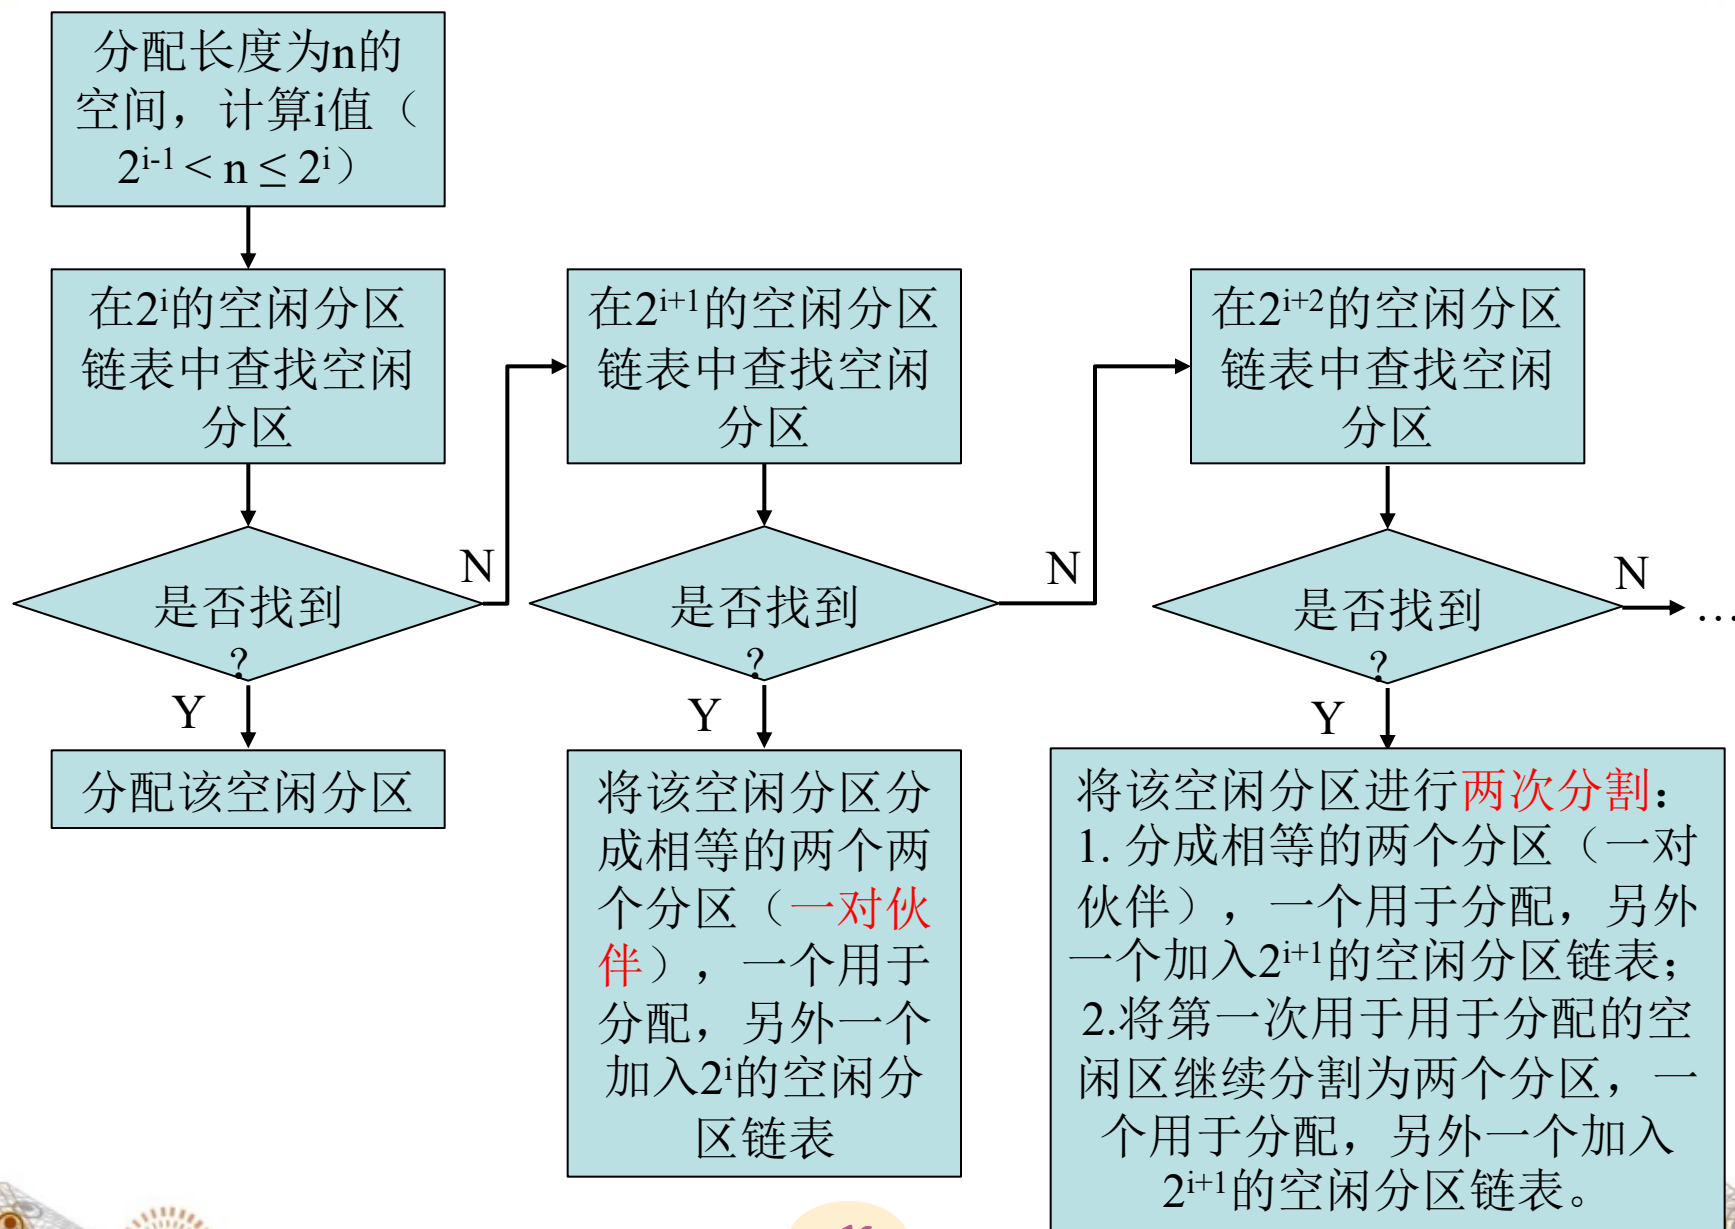 分配长度为n的
空间，计算i值（
2^{i-1} < n ≤ 2^{i}）
在2^{i}的空闲分区
链表中查找空闲
分区
是否找到
？
N
Y
分配该空闲分区
在2^{i+1}的空闲分区
链表中查找空闲
分区
是否找到
？
N
Y
将该空闲分区分
成相等的两个两
个分区（一对伙
伴），一个用于
分配，另外一个
加入2^{i}的空闲分
区链表
在2^{i+2}的空闲分区
链表中查找空闲
分区
是否找到
？
N
…
Y
将该空闲分区进行两次分割：
1. 分成相等的两个分区（一对
伙伴），一个用于分配，另外
一个加入2^{i+1}的空闲分区链表；
2.将第一次用于用于分配的空
闲区继续分割为两个分区，一
个用于分配，另外一个加入
2^{i+1}的空闲分区链表。